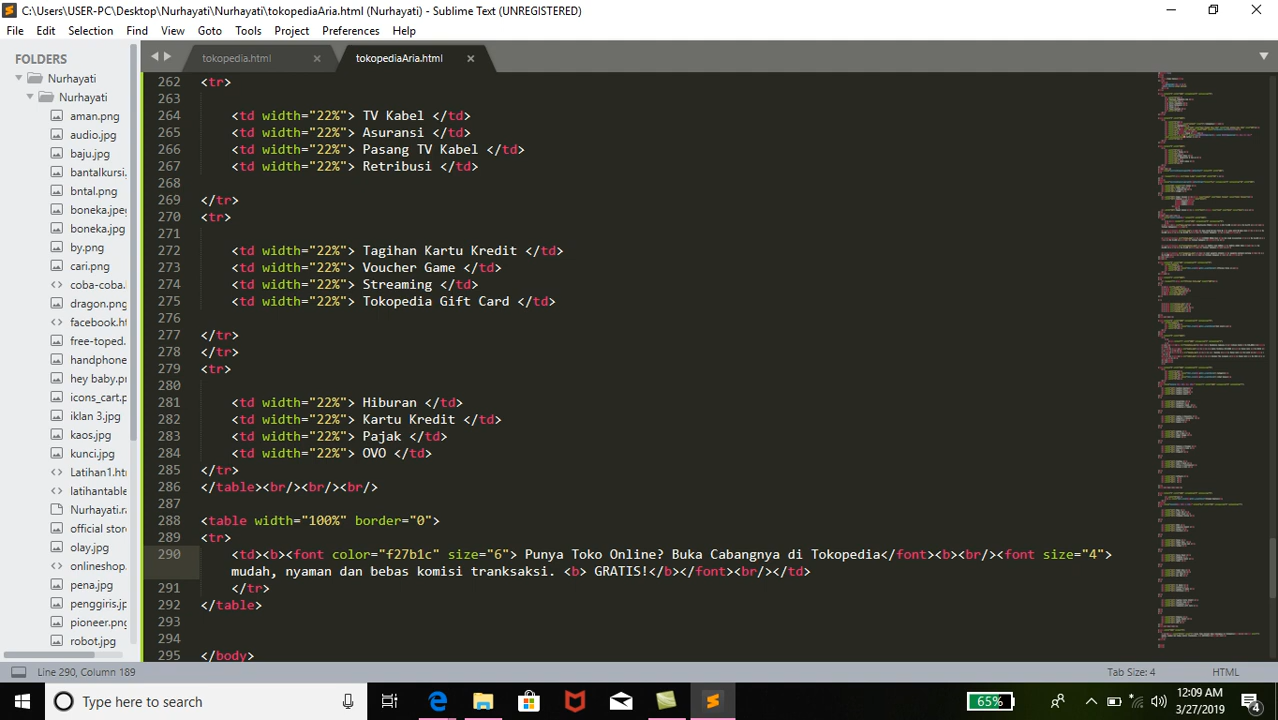 C:\Users\USER-PC\Desktop\Nurhayati\Nurhayati\tokopediaAria.html (Nurhayati) - Sublime Text (UNREGISTERED)
File Edit Selection Find View Goto Tools Project Preferences Help
FOLDERS
Nurhayati
Nurhayati
aman.png
audio.jpg
baju.jpg
bantalkursi.
bntal.png
boneka.jpeg
boneka.jpg
by.png
cari.png
coba-coba.
dragon.png
facebook.ht
free-toped.
handphone
hey baby.pn
icons_cart.p
iklan 3.jpg
kaos.jpg
kunci.jpg
Latihan1.htn
latihantable
Nurhayati.ra
official store
olay.jpg
onlineshop.
pena.jpg
penggiris.jp
pioneer.png
robot.jpg
tokopedia.html × tokopediaAria.html ×
262 <tr>
263
264 <td width="22%"> TV Kabel </td>
265 <td width="22%"> Asuransi </td>
266 <td width="22%"> Pasang TV Kabel </td>
267 <td width="22%"> Retribusi </td>
268
269 </tr>
270 <tr>
271
272 <td width="22%"> Tagihan Kartu Kredit </td>
273 <td width="22%"> Voucher Game </td>
274 <td width="22%"> Streaming </td>
275 <td width="22%"> Tokopedia Gift Card </td>
276
277 </tr>
278 </tr>
279 <tr>
280
281 <td width="22%"> Hiburan </td>
282 <td width="22%"> Kartu Kredit </td>
283 <td width="22%"> Pajak </td>
284 <td width="22%"> OVO </td>
285 </tr>
286 </table><br/><br/><br/>
287
288 <table width="100%" border="0">
289 <tr>
290 <td><b><font color="f27b1c" size="6"> Punya Toko Online? Buka Cabangnya di Tokopedia</font><b><br/><font size="4">
mudah, nyaman dan bebas komisi tranksaksi. <b> GRATIS!</b></font><br/></td>
291 </tr>
292 </table>
293
294
295 </body>
Line 290, Column 189 Tab Size: 4 HTML
Type here to search 65% 12:09 AM
3/27/2019 4